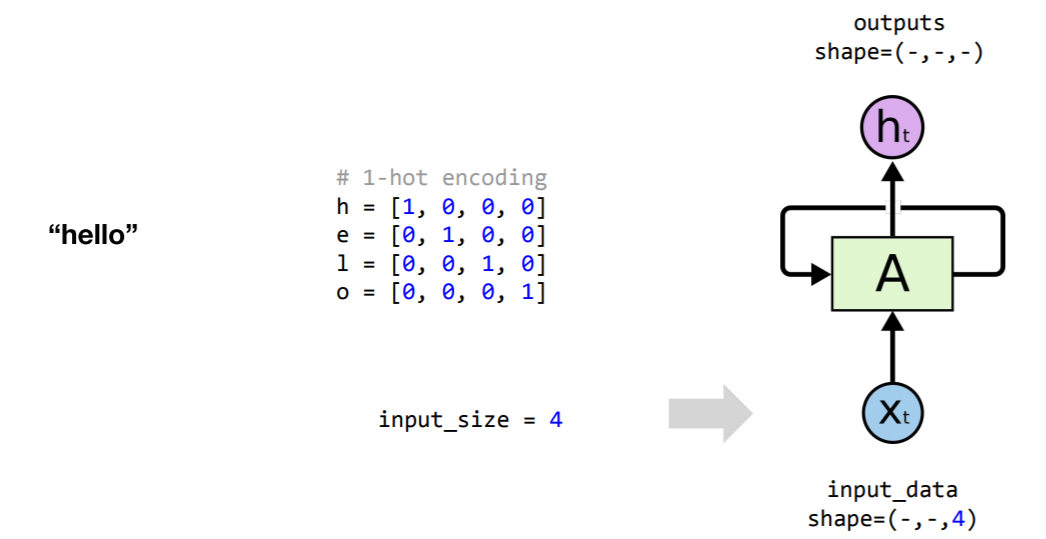 outputs
shape=(-,-,-)
h_t
# 1-hot encoding
h = [1, 0, 0, 0]
“hello”
e = [0, 1, 0, 0]
l = [0, 0, 1, 0]
o = [0, 0, 0, 1]
A
input_size = 4
X_t
input_data
shape=(-,-,4)